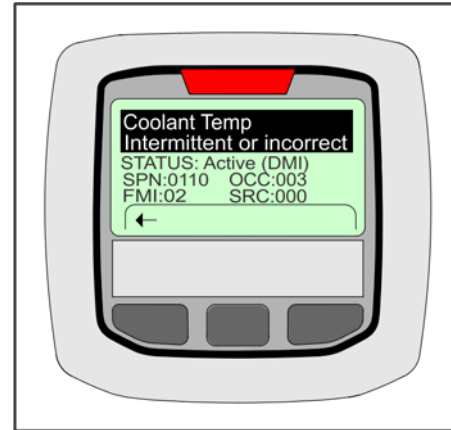 Coolant Temp
Intermittent or incorrect
STATUS: Active (DMI)
SPN:0110 OCC:003
FMI:02 SRC:000
←